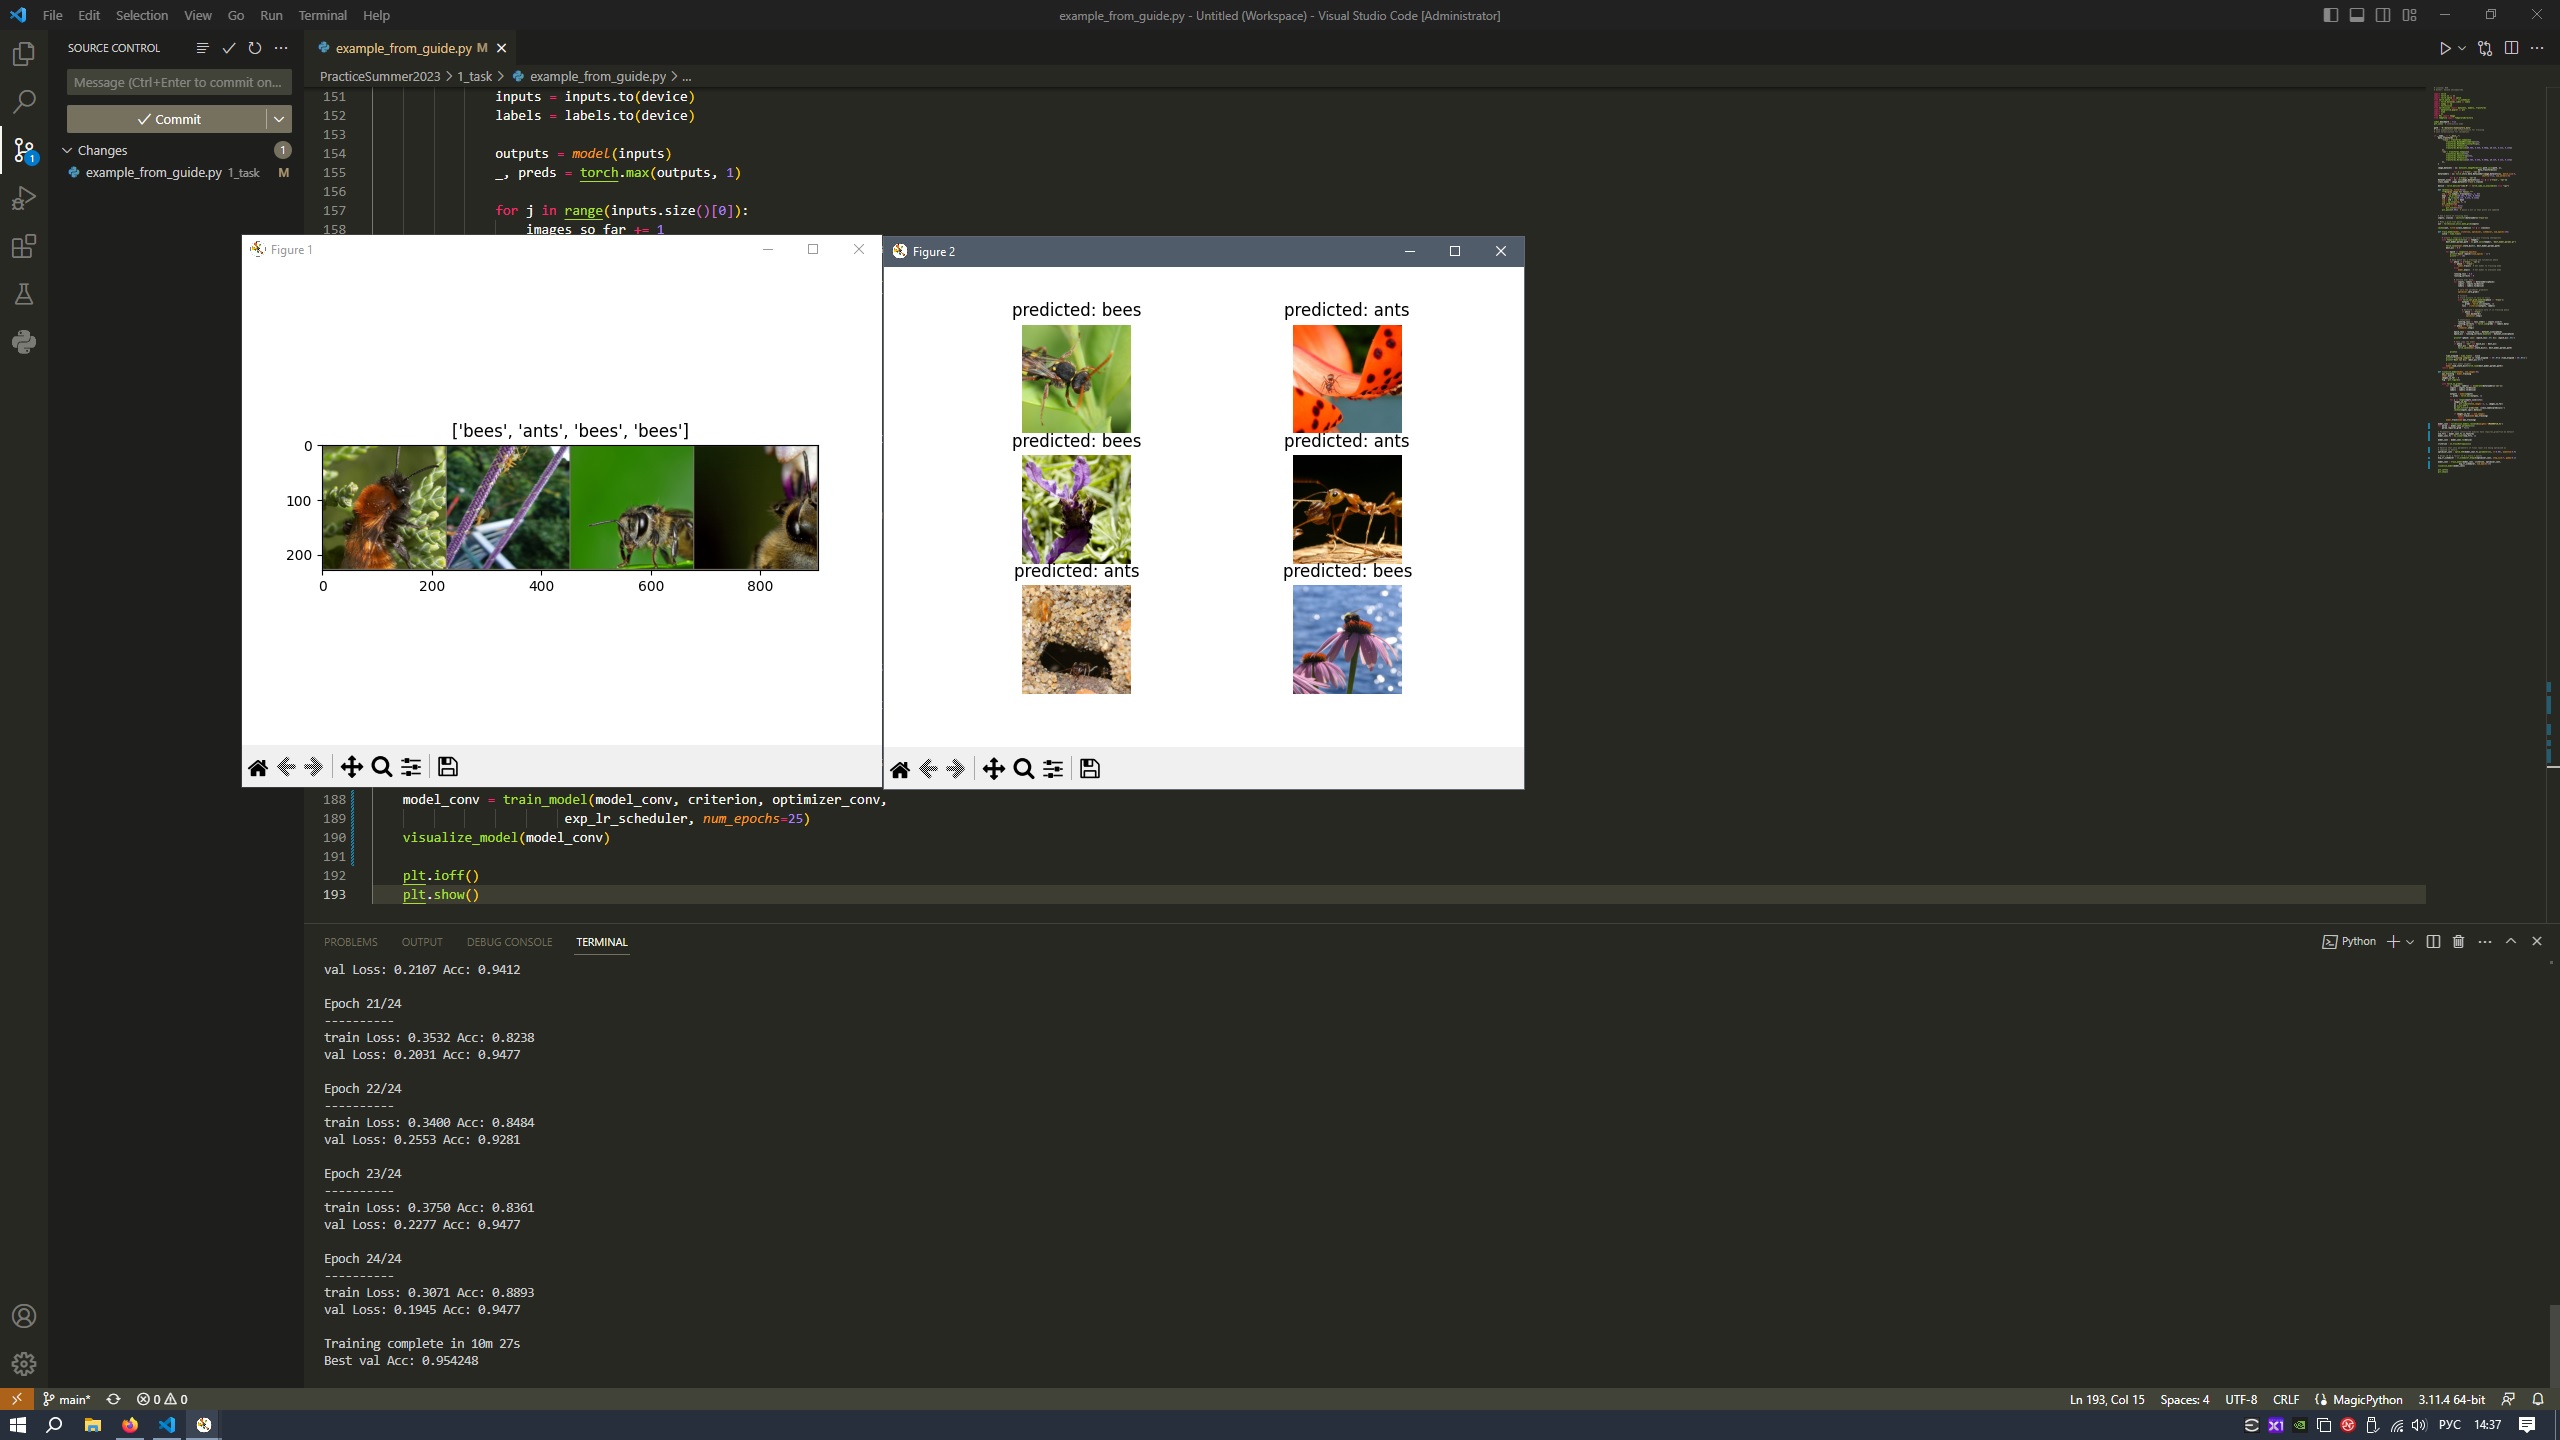 File Edit Selection View Go Run Terminal Help
example_from_guide.py - Untitled (Workspace) - Visual Studio Code [Administrator]
SOURCE CONTROL
Message (Ctrl+Enter to commit on...
Commit
Changes 1
example_from_guide.py 1_task M
1
example_from_guide.py M
PracticeSummer2023 > 1_task > example_from_guide.py > ...
151 inputs = inputs.to(device)
152 labels = labels.to(device)
153
154 outputs = model(inputs)
155 _, preds = torch.max(outputs, 1)
156
157 for j in range(inputs.size()[0]):
158 images_so_far += 1
Figure 1
['bees', 'ants', 'bees', 'bees']
0
100
200
0 200 400 600 800
Figure 2
predicted: bees
predicted: ants
predicted: bees
predicted: ants
predicted: ants
predicted: bees
188 model_conv = train_model(model_conv, criterion, optimizer_conv,
189 exp_lr_scheduler, num_epochs=25)
190 visualize_model(model_conv)
191
192 plt.ioff()
193 plt.show()
PROBLEMS OUTPUT DEBUG CONSOLE TERMINAL
Python
val Loss: 0.2107 Acc: 0.9412
Epoch 21/24
----------
train Loss: 0.3532 Acc: 0.8238
val Loss: 0.2031 Acc: 0.9477
Epoch 22/24
----------
train Loss: 0.3400 Acc: 0.8484
val Loss: 0.2553 Acc: 0.9281
Epoch 23/24
----------
train Loss: 0.3750 Acc: 0.8361
val Loss: 0.2277 Acc: 0.9477
Epoch 24/24
----------
train Loss: 0.3071 Acc: 0.8893
val Loss: 0.1945 Acc: 0.9477
Training complete in 10m 27s
Best val Acc: 0.954248
main* 0 0
Ln 193, Col 15 Spaces: 4 UTF-8 CRLF MagicPython 3.11.4 64-bit
РУС 14:37